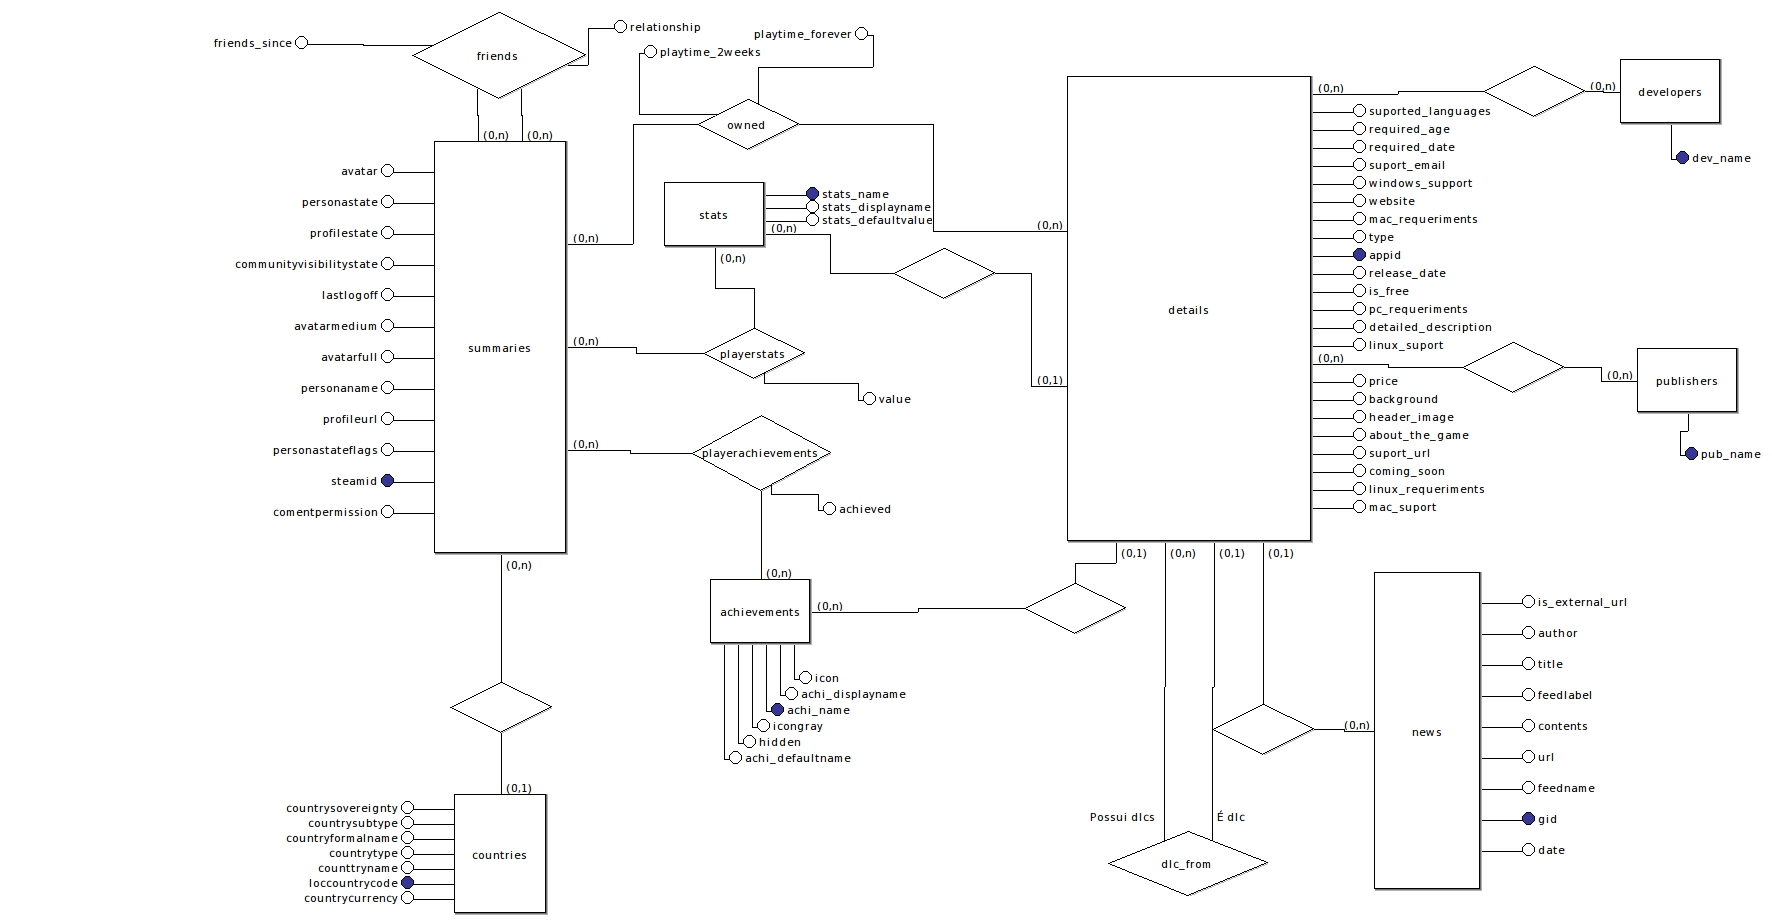 friends_since
friends
relationship
playtime_2weeks
playtime_forever
owned
(0,n)
(0,n)
avatar
personastate
profilestate
communityvisibilitystate
lastlogoff
avatarmedium
avatarfull
personaname
profileurl
personastateflags
steamid
comentpermission
summaries
(0,n)
(0,n)
(0,n)
(0,n)
stats
stats_name
stats_displayname
stats_defaultvalue
(0,n)
(0,n)
playerstats
value
playerachievements
achieved
(0,n)
achievements
(0,n)
icon
achi_displayname
achi_name
icongray
hidden
achi_defaultname
(0,1)
countrysovereignty
countrysubtype
countryformalname
countrytype
counttryname
loccountrycode
countrycurrency
countries
(0,n)
(0,1)
details
(0,n)
suported_languages
required_age
required_date
suport_email
windows_support
website
mac_requeriments
type
appid
release_date
is_free
pc_requeriments
detailed_description
linux_suport
(0,n)
price
background
header_image
about_the_game
suport_url
coming_soon
linux_requeriments
mac_suport
(0,n)
developers
dev_name
(0,n)
publishers
pub_name
(0,1)
(0,n)
(0,1)
(0,1)
Possui dlcs
É dlc
dlc_from
(0,n)
news
is_external_url
author
title
feedlabel
contents
url
feedname
gid
date